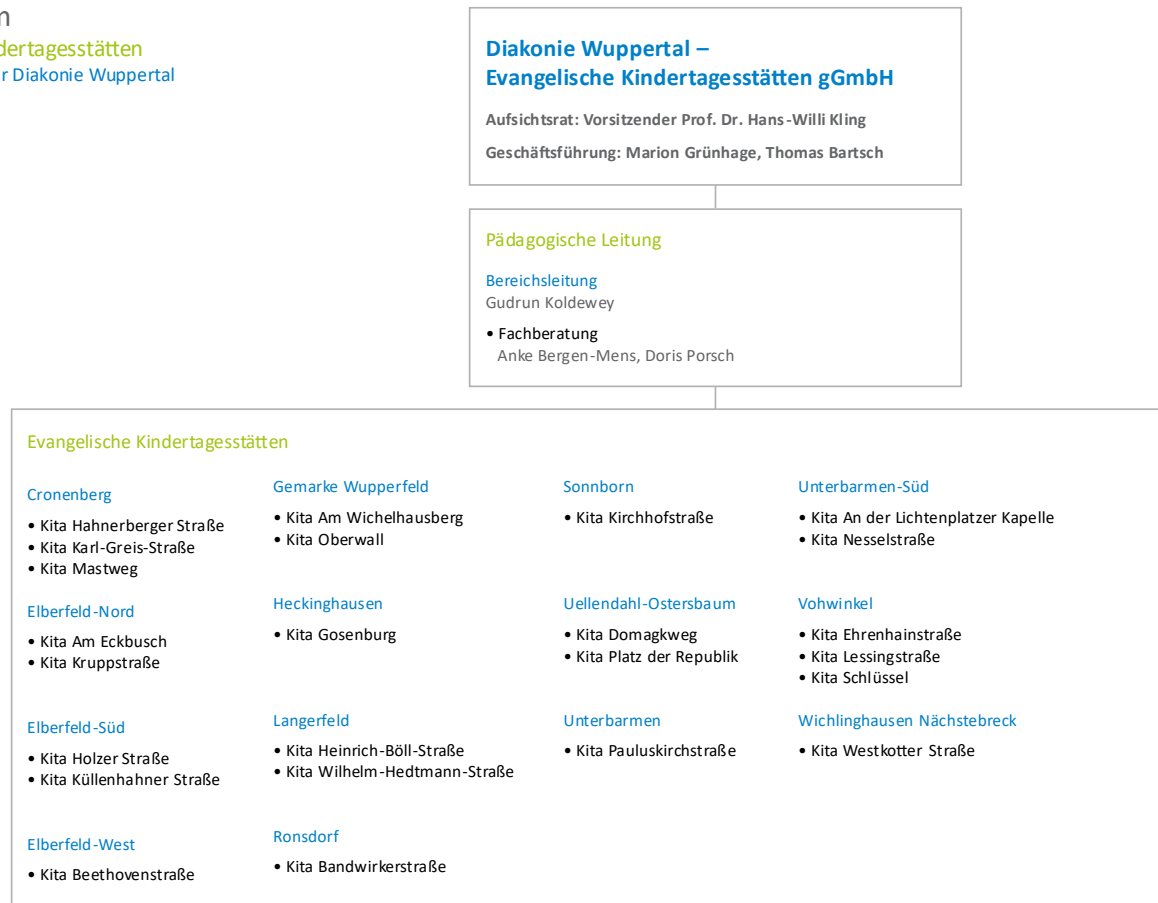 n
dertagesstätten
r Diakonie Wuppertal
Diakonie Wuppertal –
Evangelische Kindertagesstätten gGmbH
Aufsichtsrat: Vorsitzender Prof. Dr. Hans-Willi Kling
Geschäftsführung: Marion Grünhage, Thomas Bartsch
Pädagogische Leitung
Bereichsleitung
Gudrun Koldewey
• Fachberatung
Anke Bergen-Mens, Doris Porsch
Evangelische Kindertagesstätten
Cronenberg
• Kita Hahnerberger Straße
• Kita Karl-Greis-Straße
• Kita Mastweg
Elberfeld-Nord
• Kita Am Eckbusch
• Kita Kruppstraße
Elberfeld-Süd
• Kita Holzer Straße
• Kita Küllenhahner Straße
Elberfeld-West
• Kita Beethovenstraße
Gemarke Wupperfeld
• Kita Am Wichelhausberg
• Kita Oberwall
Heckinghausen
• Kita Gosenburg
Langerfeld
• Kita Heinrich-Böll-Straße
• Kita Wilhelm-Hedtmann-Straße
Ronsdorf
• Kita Bandwirkerstraße
Sonnborn
• Kita Kirchhofstraße
Uellendahl-Ostersbaum
• Kita Domagkweg
• Kita Platz der Republik
Unterbarmen
• Kita Pauluskirchstraße
Unterbarmen-Süd
• Kita An der Lichtenplatzer Kapelle
• Kita Nesselstraße
Vohwinkel
• Kita Ehrenhainstraße
• Kita Lessingstraße
• Kita Schlüssel
Wichlinghausen Nächstebreck
• Kita Westkotter Straße